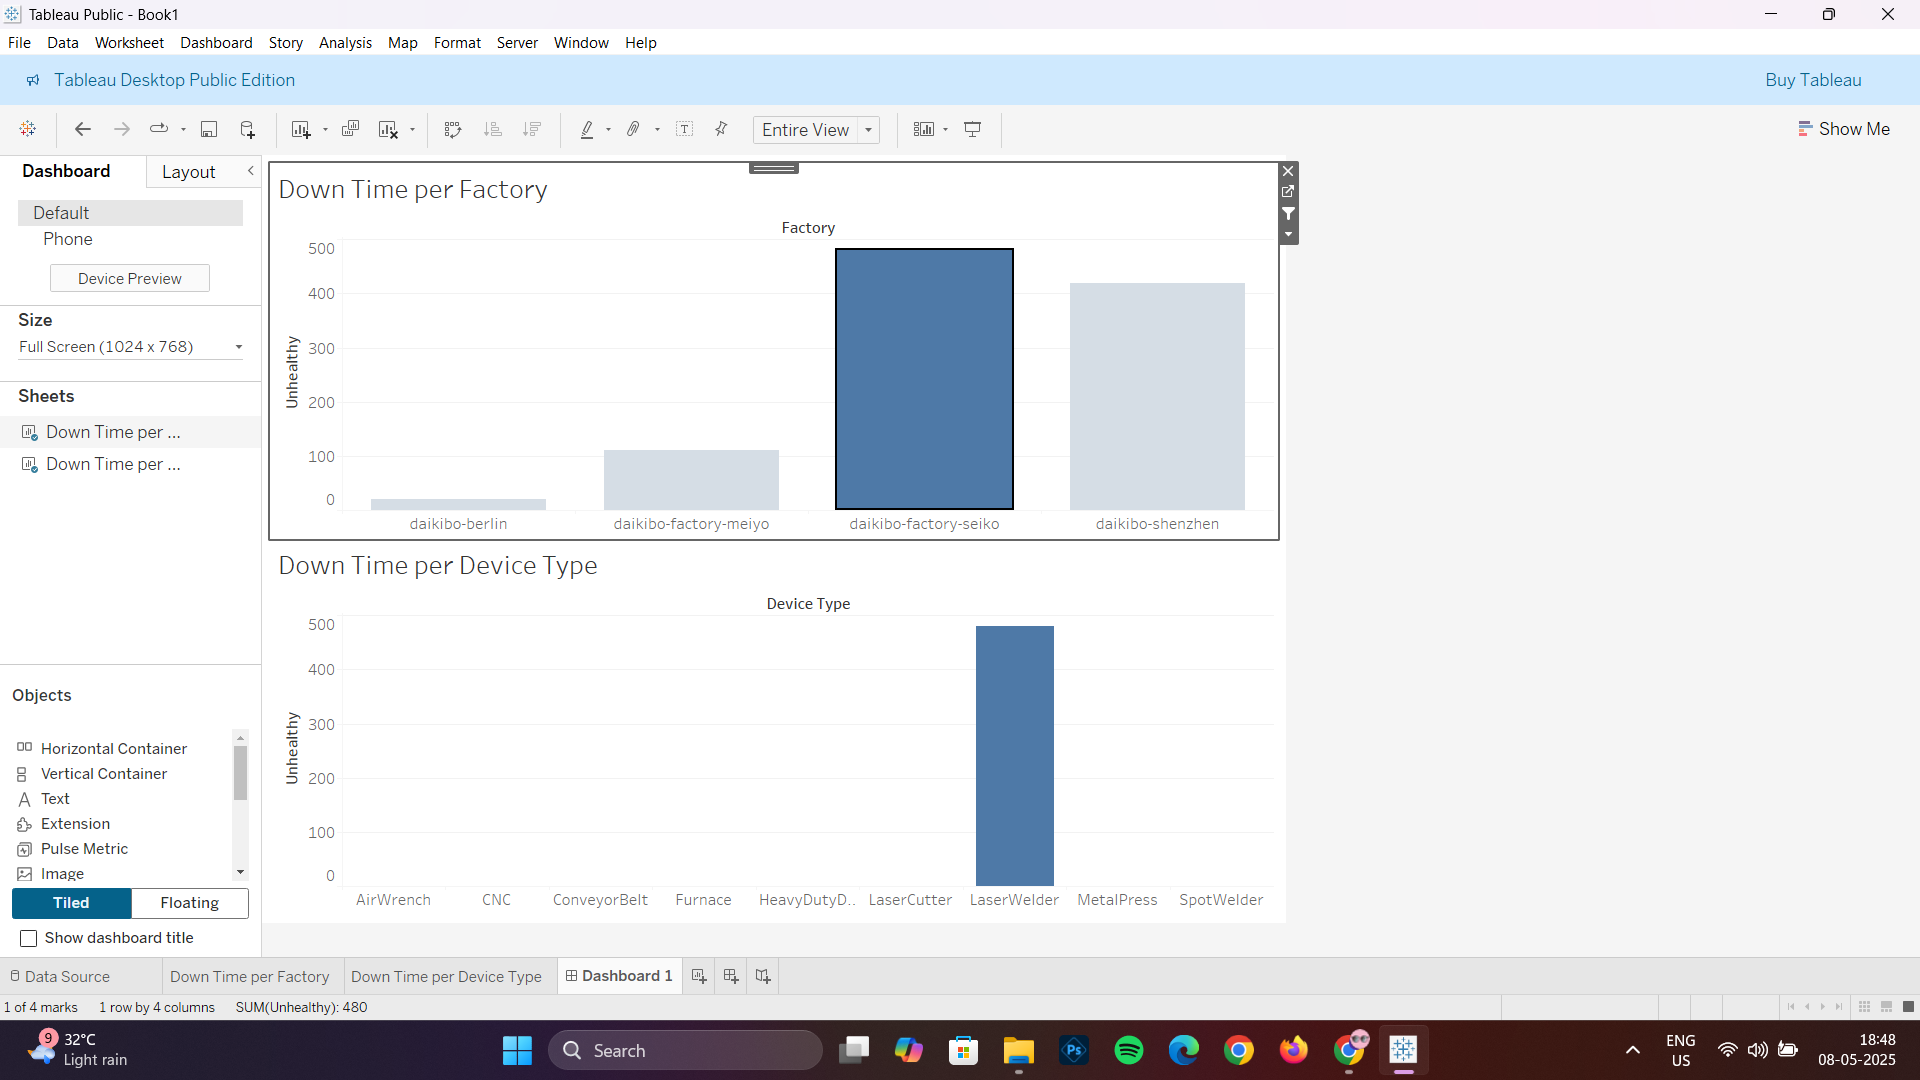 Tableau Public - Book1
File Data Worksheet Dashboard Story Analysis Map Format Server Window Help
Tableau Desktop Public Edition
Buy Tableau
Entire View
Show Me
Dashboard
Layout
Default
Phone
Device Preview
Size
Full Screen (1024 x 768)
Sheets
Down Time per ...
Down Time per ...
Objects
Horizontal Container
Vertical Container
Text
Extension
Pulse Metric
Image
Tiled
Floating
Show dashboard title
Down Time per Factory
Factory
Unhealthy
500
400
300
200
100
0
daikibo-berlin
daikibo-factory-meiyo
daikibo-factory-seiko
daikibo-shenzhen
Down Time per Device Type
Device Type
Unhealthy
500
400
300
200
100
0
AirWrench
CNC
ConveyorBelt
Furnace
HeavyDutyD..
LaserCutter
LaserWelder
MetalPress
SpotWelder
Data Source
Down Time per Factory
Down Time per Device Type
Dashboard 1
1 of 4 marks
1 row by 4 columns
SUM(Unhealthy): 480
9
32°C
Light rain
Search
Ps
ENG
US
18:48
08-05-2025